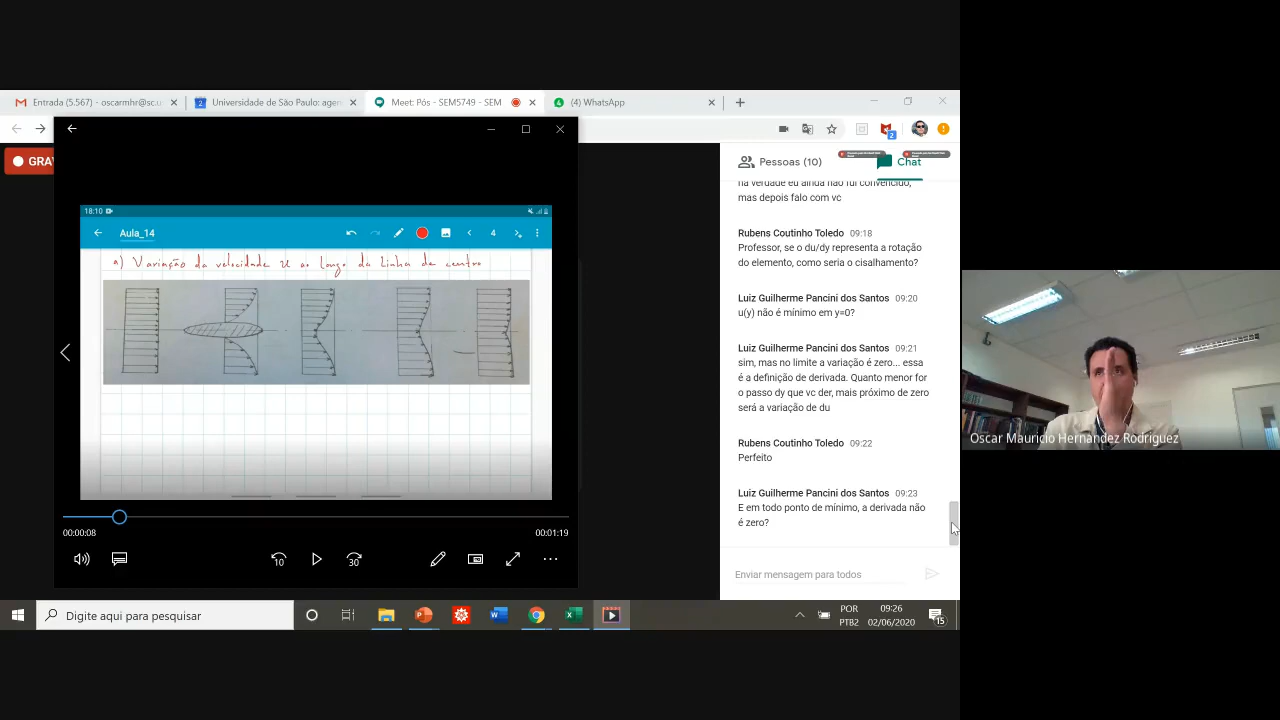 Entrada (5.567) - oscarmhr@sc.u
Universidade de São Paulo: agen
Meet: Pós - SEM5749 - SEM
(4) WhatsApp
GRAV
Pessoas (10)
Chat
na verdade eu ainda não fui convencido,
mas depois falo com vc
Rubens Coutinho Toledo 09:18
Professor, se o du/dy representa a rotação
do elemento, como seria o cisalhamento?
Luiz Guilherme Pancini dos Santos 09:20
u(y) não é mínimo em y=0?
Luiz Guilherme Pancini dos Santos 09:21
sim, mas no limite a variação é zero... essa
é a definição de derivada. Quanto menor for
o passo dy que vc der, mais próximo de zero
será a variação de du
Rubens Coutinho Toledo 09:22
Perfeito
Luiz Guilherme Pancini dos Santos 09:23
E em todo ponto de mínimo, a derivada não
é zero?
Enviar mensagem para todos
18:10
Aula_14
4
a) Variação da velocidade u ao longo da linha de centro
00:00:08
00:01:19
10
30
Oscar Mauricio Hernandez Rodriguez
Digite aqui para pesquisar
POR
PTB2
09:26
02/06/2020
15